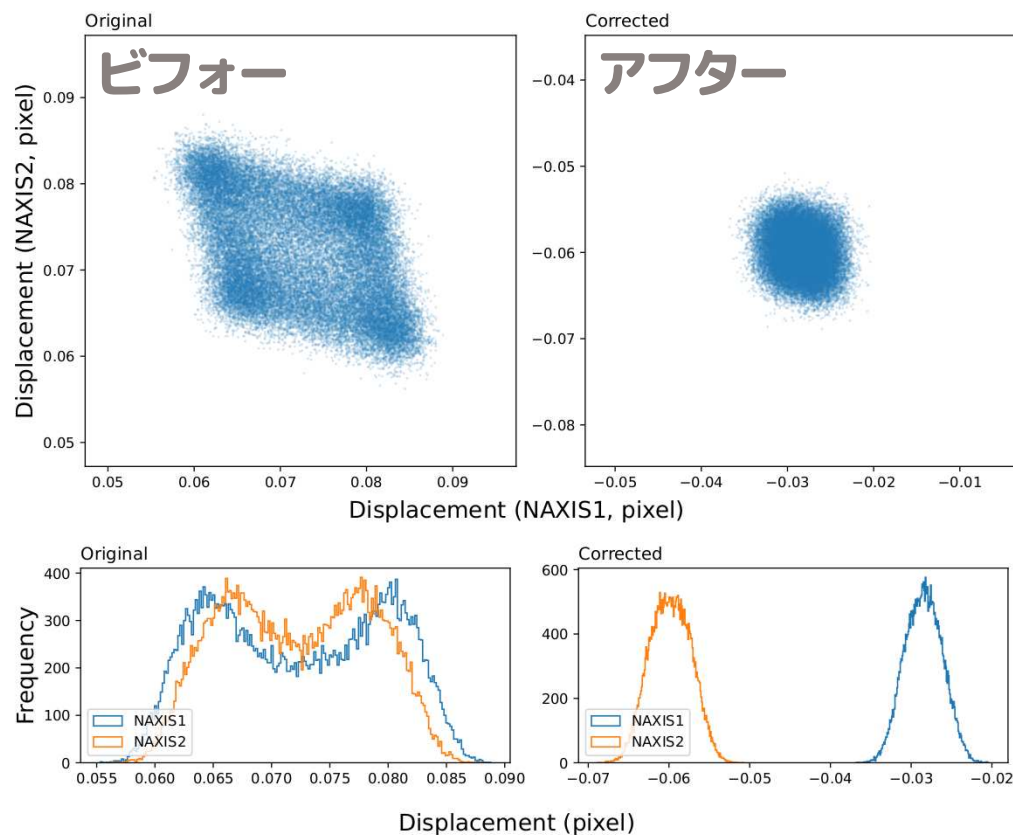 Original
Corrected
ビフォー
アフター
0.09
0.08
0.07
0.06
0.05
Displacement (NAXIS2, pixel)
−0.04
−0.05
−0.06
−0.07
−0.08
0.05 0.06 0.07 0.08 0.09
−0.05 −0.04 −0.03 −0.02 −0.01
Displacement (NAXIS1, pixel)
Original
Corrected
400
300
200
100
0
Frequency
NAXIS1
NAXIS2
600
400
200
0
NAXIS1
NAXIS2
0.055 0.060 0.065 0.070 0.075 0.080 0.085 0.090
−0.07 −0.06 −0.05 −0.04 −0.03 −0.02
Displacement (pixel)